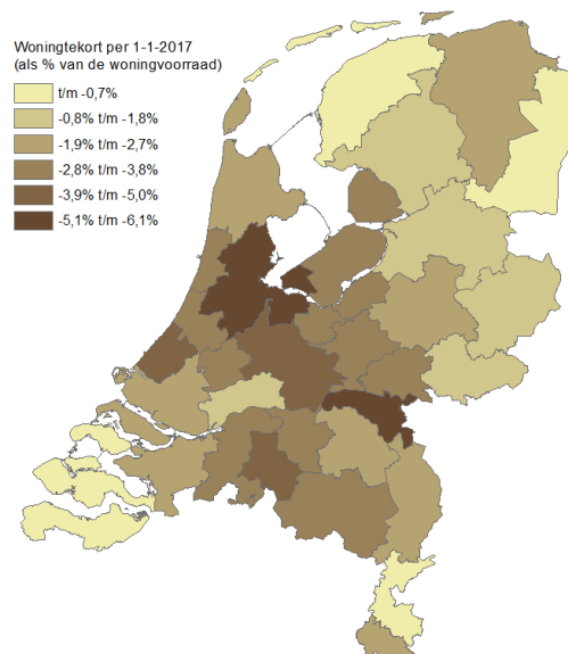 Woningtekort per 1-1-2017
(als % van de woningvoorraad)
t/m -0,7%
-0,8% t/m -1,8%
-1,9% t/m -2,7%
-2,8% t/m -3,8%
-3,9% t/m -5,0%
-5,1% t/m -6,1%